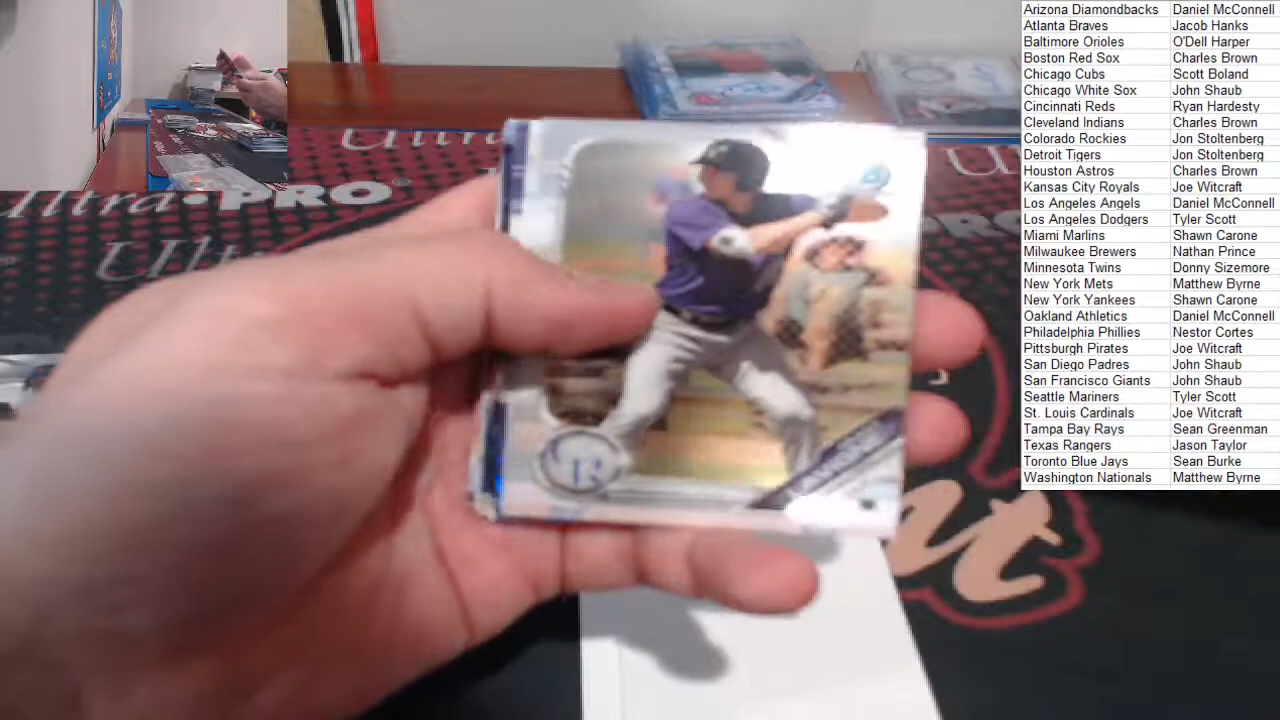 Arizona Diamondbacks Daniel McConnell
Atlanta Braves Jacob Hanks
Baltimore Orioles O'Dell Harper
Boston Red Sox Charles Brown
Chicago Cubs Scott Boland
Chicago White Sox John Shaub
Cincinnati Reds Ryan Hardesty
Cleveland Indians Charles Brown
Colorado Rockies Jon Stoltenberg
Detroit Tigers Jon Stoltenberg
Houston Astros Charles Brown
Kansas City Royals Joe Witcraft
Los Angeles Angels Daniel McConnell
Los Angeles Dodgers Tyler Scott
Miami Marlins Shawn Carone
Milwaukee Brewers Nathan Prince
Minnesota Twins Donny Sizemore
New York Mets Matthew Byrne
New York Yankees Shawn Carone
Oakland Athletics Daniel McConnell
Philadelphia Phillies Nestor Cortes
Pittsburgh Pirates Joe Witcraft
San Diego Padres John Shaub
San Francisco Giants John Shaub
Seattle Mariners Tyler Scott
St. Louis Cardinals Joe Witcraft
Tampa Bay Rays Sean Greenman
Texas Rangers Jason Taylor
Toronto Blue Jays Sean Burke
Washington Nationals Matthew Byrne
Ultra•PRO®